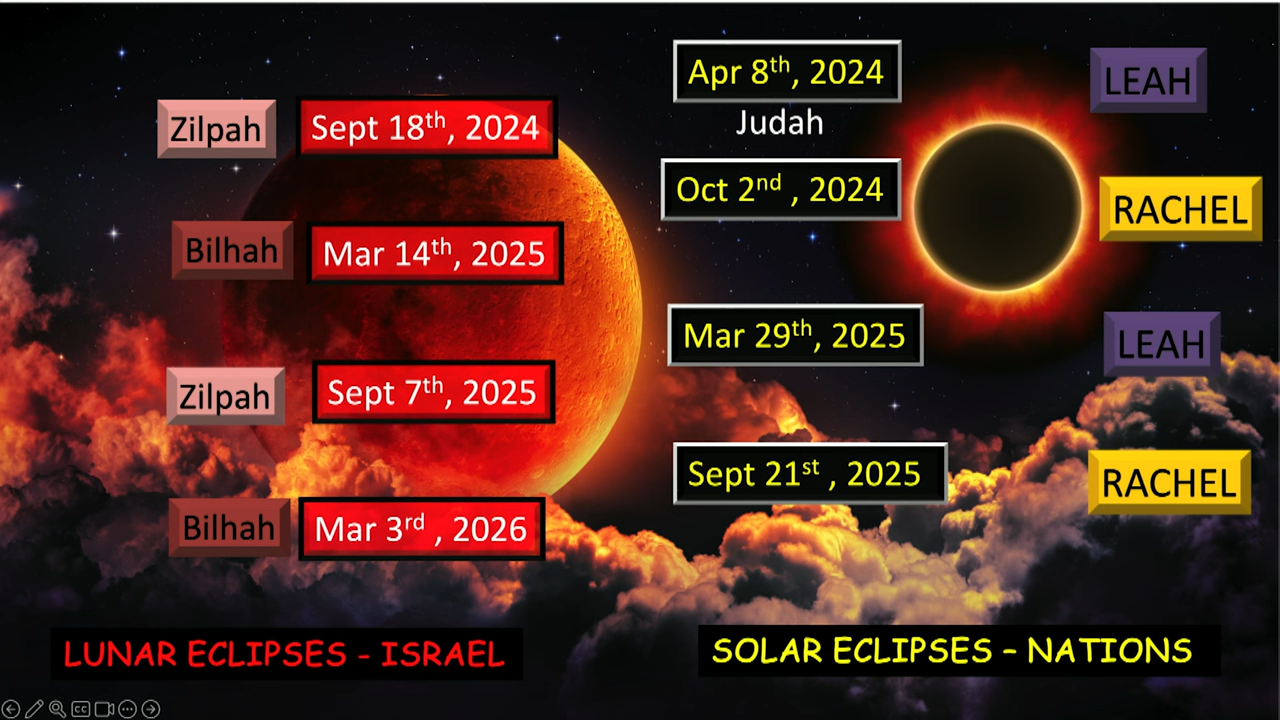 Zilpah Sept 18th, 2024
Bilhah Mar 14th, 2025
Zilpah Sept 7th, 2025
Bilhah Mar 3rd , 2026
LUNAR ECLIPSES - ISRAEL
Apr 8th, 2024 LEAH
Judah
Oct 2nd , 2024 RACHEL
Mar 29th, 2025 LEAH
Sept 21st , 2025 RACHEL
SOLAR ECLIPSES – NATIONS
CC